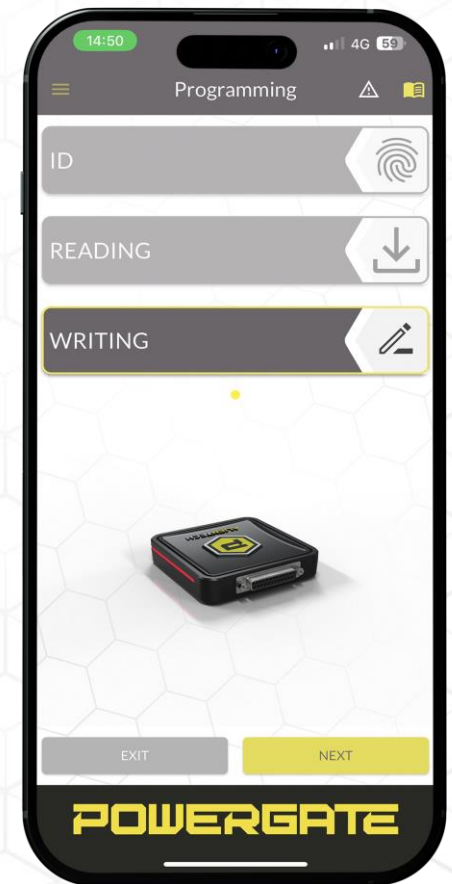 14:50 4G 59
Programming
ID
READING
WRITING
EXIT NEXT
POWERGATE